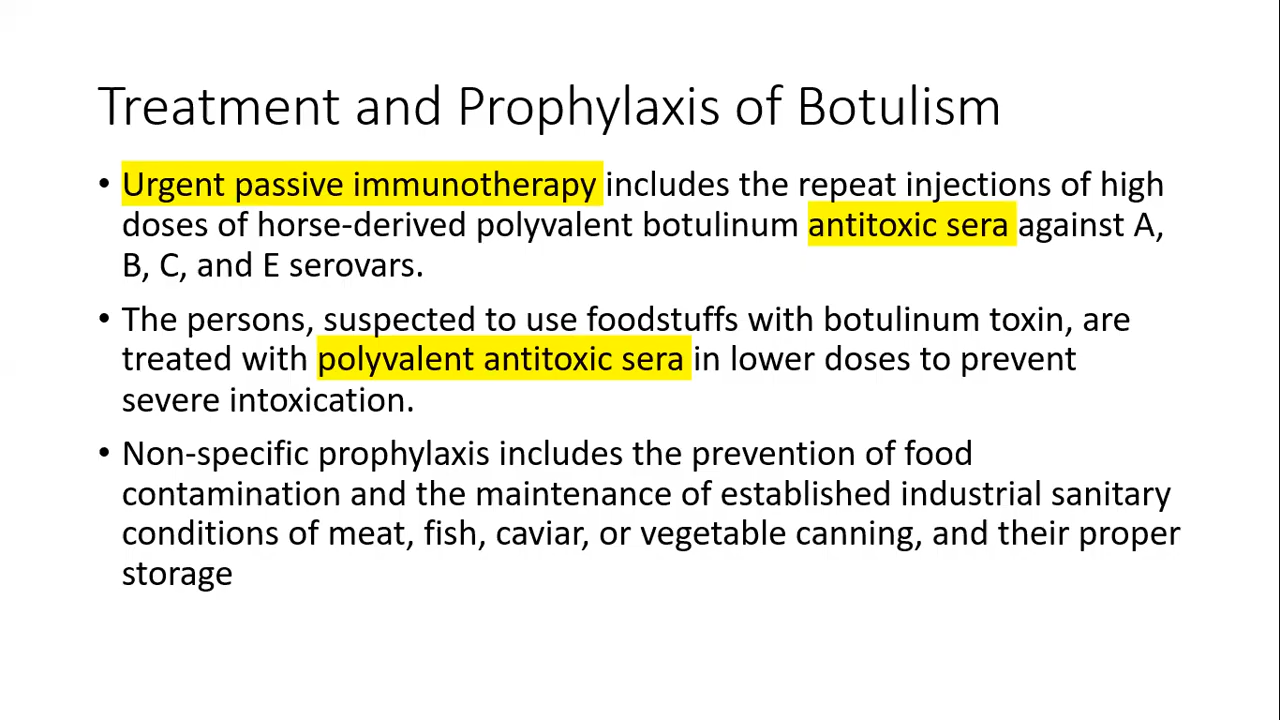 Treatment and Prophylaxis of Botulism
• Urgent passive immunotherapy includes the repeat injections of high
doses of horse-derived polyvalent botulinum antitoxic sera against A,
B, C, and E serovars.
• The persons, suspected to use foodstuffs with botulinum toxin, are
treated with polyvalent antitoxic sera in lower doses to prevent
severe intoxication.
• Non-specific prophylaxis includes the prevention of food
contamination and the maintenance of established industrial sanitary
conditions of meat, fish, caviar, or vegetable canning, and their proper
storage